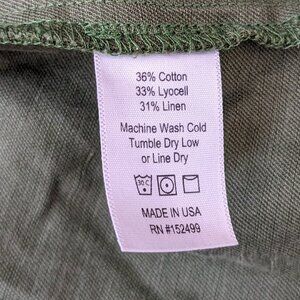 36% Cotton
33% Lyocell
31% Linen
Machine Wash Cold
Tumble Dry Low
or Line Dry
30 C
MADE IN USA
RN #152499